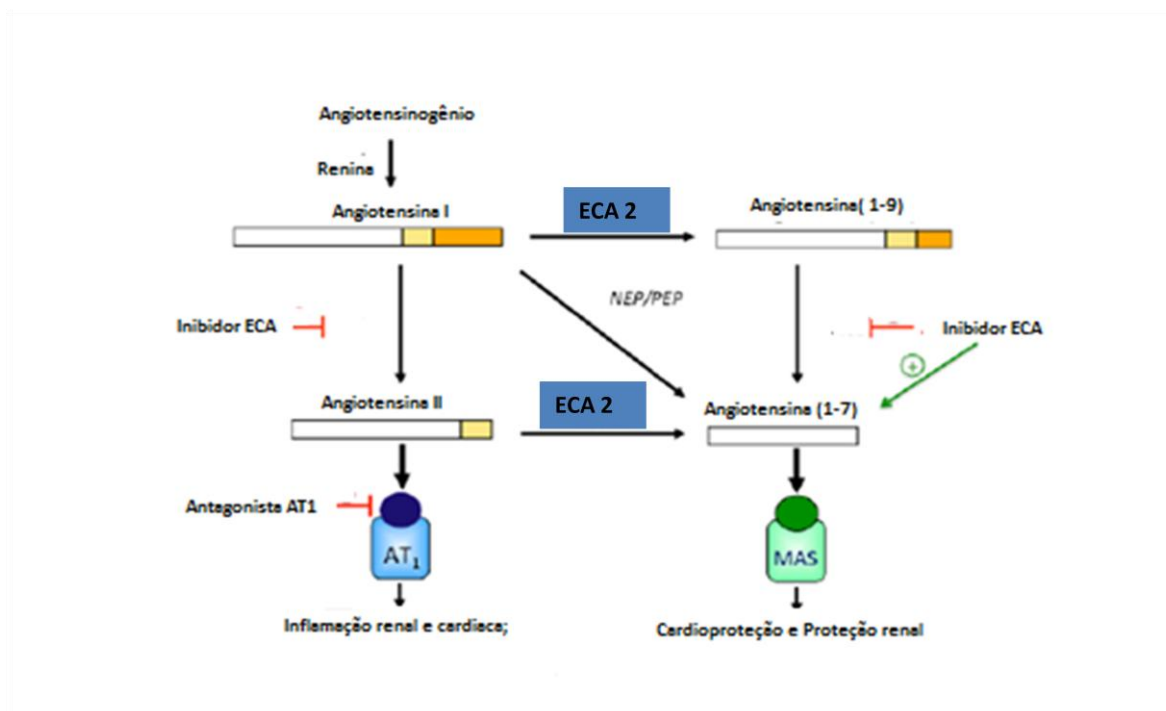 Angiotensinogênio
Renina
Angiotensina I
ECA 2
Angiotensina( 1-9)
NEP/PEP
Inibidor ECA
Inibidor ECA
+
Angiotensina II
ECA 2
Angiotensina (1-7)
Antagonista AT1
AT₁
MAS
Inflamação renal e cardíaca;
Cardioproteção e Proteção renal